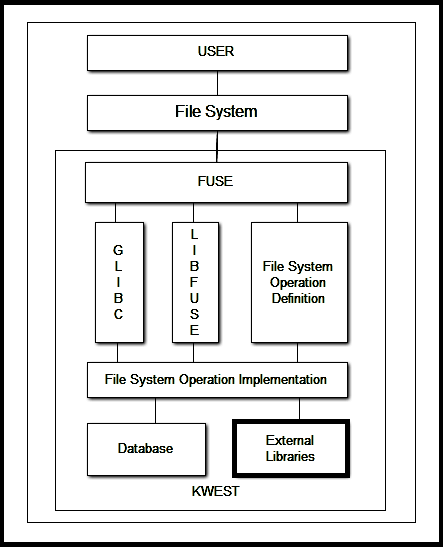 USER
File System
FUSE
G
L
I
B
C
L
I
B
F
U
S
E
File System
Operation
Definition
File System Operation Implementation
Database
External
Libraries
KWEST